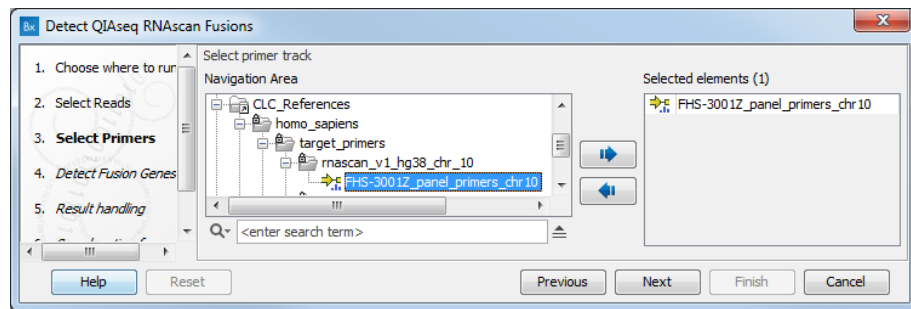 Bx Detect QIAseq RNAscan Fusions
x
1. Choose where to run
2. Select Reads
3. Select Primers
4. Detect Fusion Genes
5. Result handling
Select primer track
Navigation Area
CLC_References
homo_sapiens
target_primers
rnascan_v1_hg38_chr_10
FHS-3001Z_panel_primers_chr10
<enter search term>
Selected elements (1)
FHS-3001Z_panel_primers_chr10
Help Reset Previous Next Finish Cancel